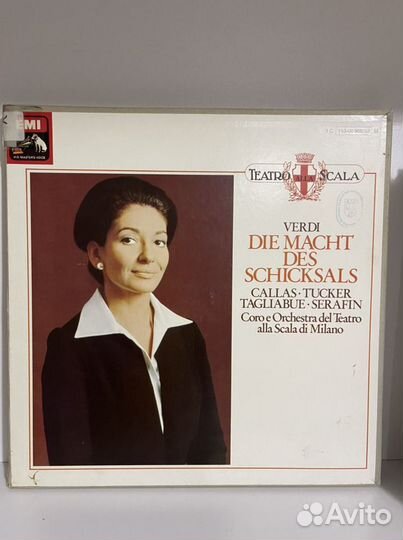 EMI
HIS MASTER'S VOICE
TEATRO ALLA SCALA
VERDI
DIE MACHT
DES
SCHICKSALS
CALLAS · TUCKER
TAGLIABUE · SERAFIN
Coro e Orchestra del Teatro
alla Scala di Milano
Avito